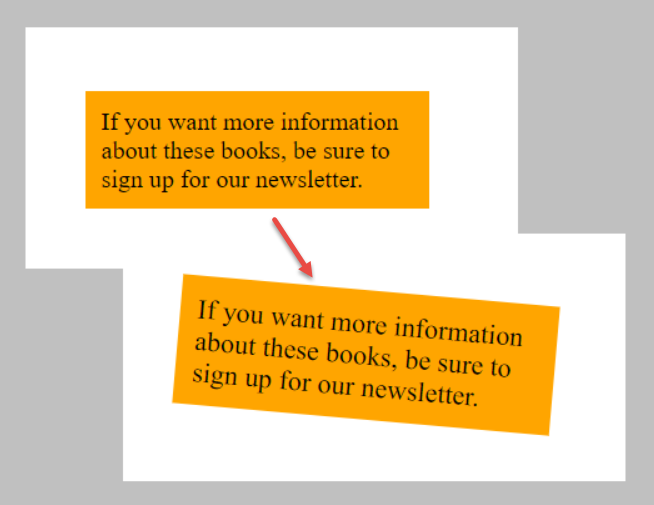 If you want more information
about these books, be sure to
sign up for our newsletter.
If you want more information
about these books, be sure to
sign up for our newsletter.